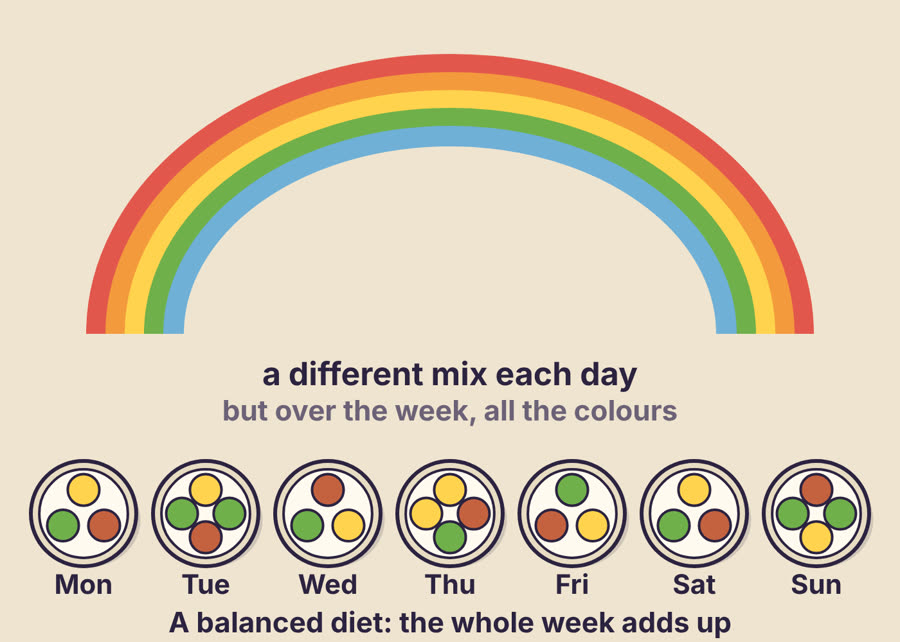 a different mix each day
but over the week, all the colours
Mon Tue Wed Thu Fri Sat Sun
A balanced diet: the whole week adds up